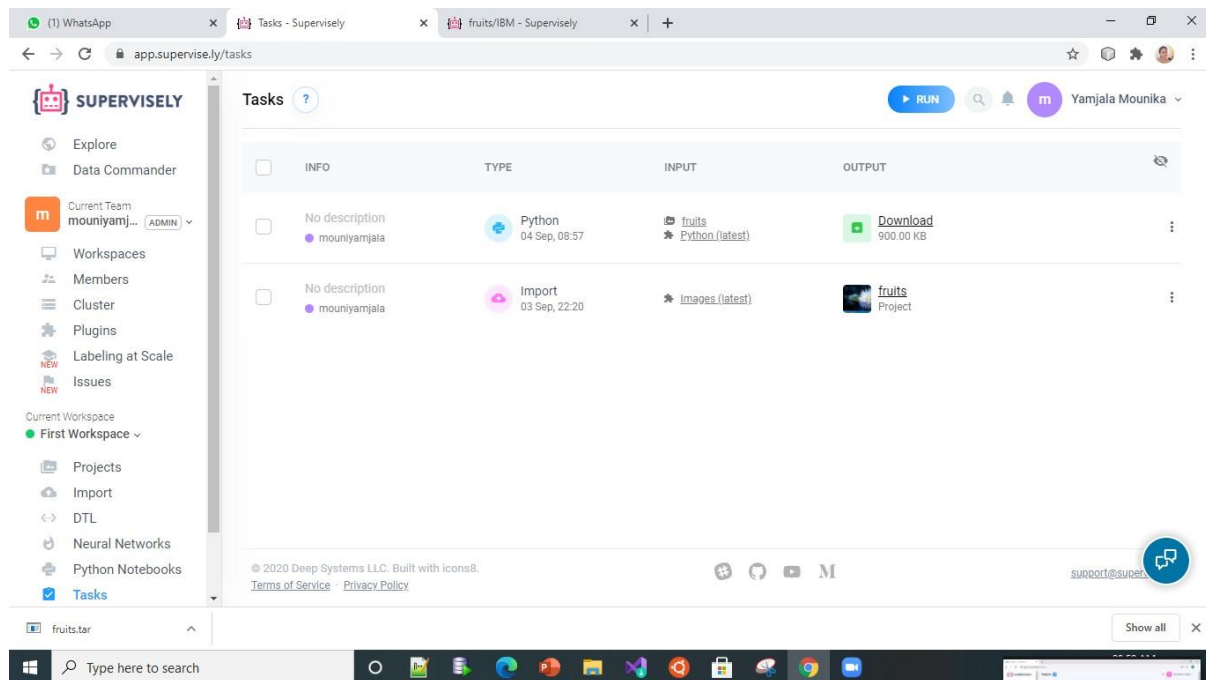 (1) WhatsApp
Tasks - Supervisely
fruits/IBM - Supervisely
app.supervise.ly/tasks
SUPERVISELY
Explore
Data Commander
m
Current Team
mouniyamj... ADMIN
Workspaces
Members
Cluster
Plugins
Labeling at Scale
NEW
Issues
NEW
Current Workspace
First Workspace
Projects
Import
DTL
Neural Networks
Python Notebooks
Tasks
Tasks ?
RUN
m Yamjala Mounika
INFO TYPE INPUT OUTPUT
No description
mouniyamjala
Python
04 Sep, 08:57
fruits
Python (latest)
Download
900.00 KB
No description
mouniyamjala
Import
03 Sep, 22:20
Images (latest)
fruits
Project
© 2020 Deep Systems LLC. Built with icons8.
Terms of Service · Privacy Policy
M
fruits.tar
Show all
Type here to search